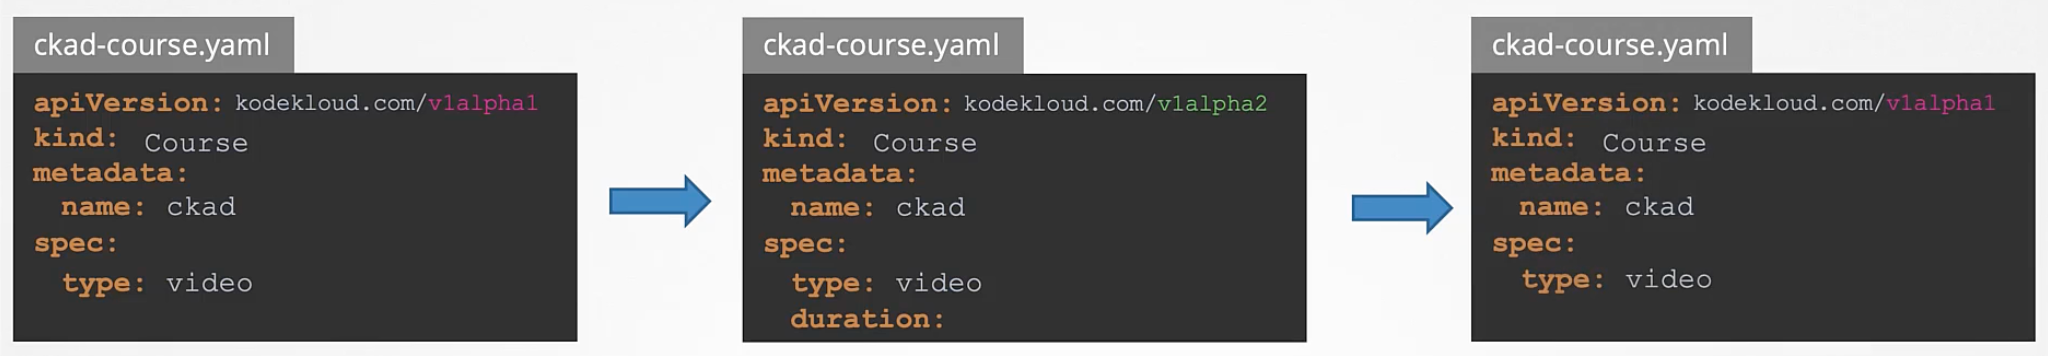 ckad-course.yaml
apiVersion: kodekloud.com/v1alpha1
kind: Course
metadata:
name: ckad
spec:
type: video
ckad-course.yaml
apiVersion: kodekloud.com/v1alpha2
kind: Course
metadata:
name: ckad
spec:
type: video
duration:
ckad-course.yaml
apiVersion: kodekloud.com/v1alpha1
kind: Course
metadata:
name: ckad
spec:
type: video